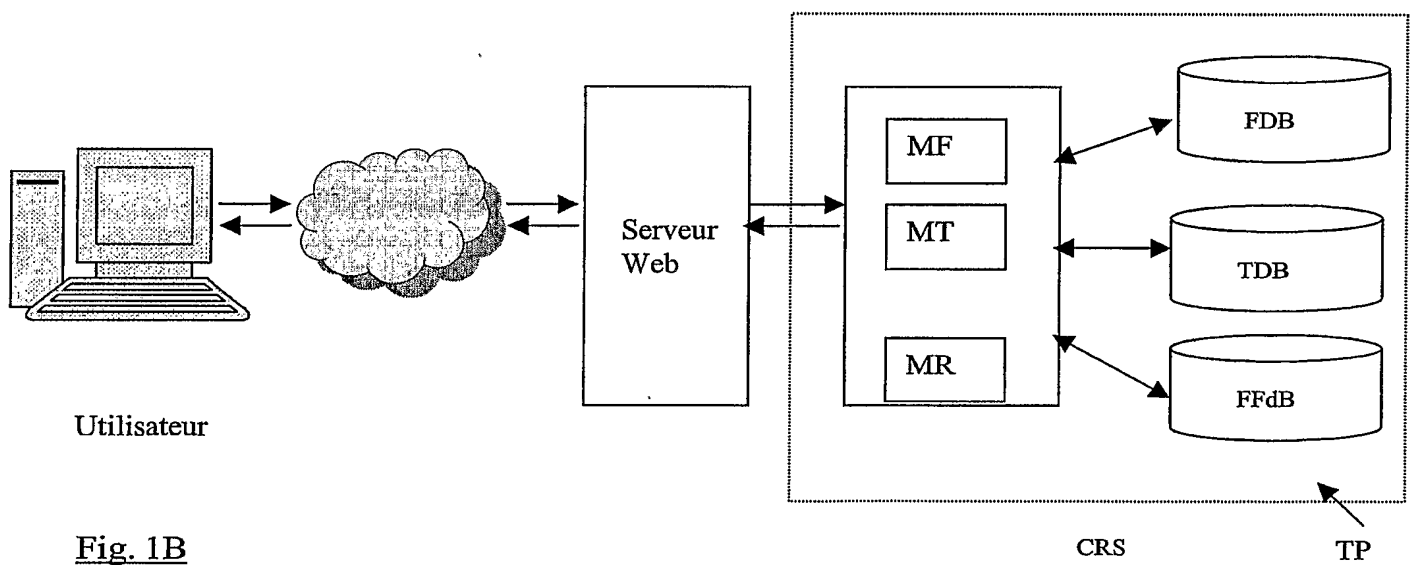 FDB
MF
MT
Serveur
Web
TDB
MR
FFdB
Utilisateur
Fig. 1B
CRS
TP